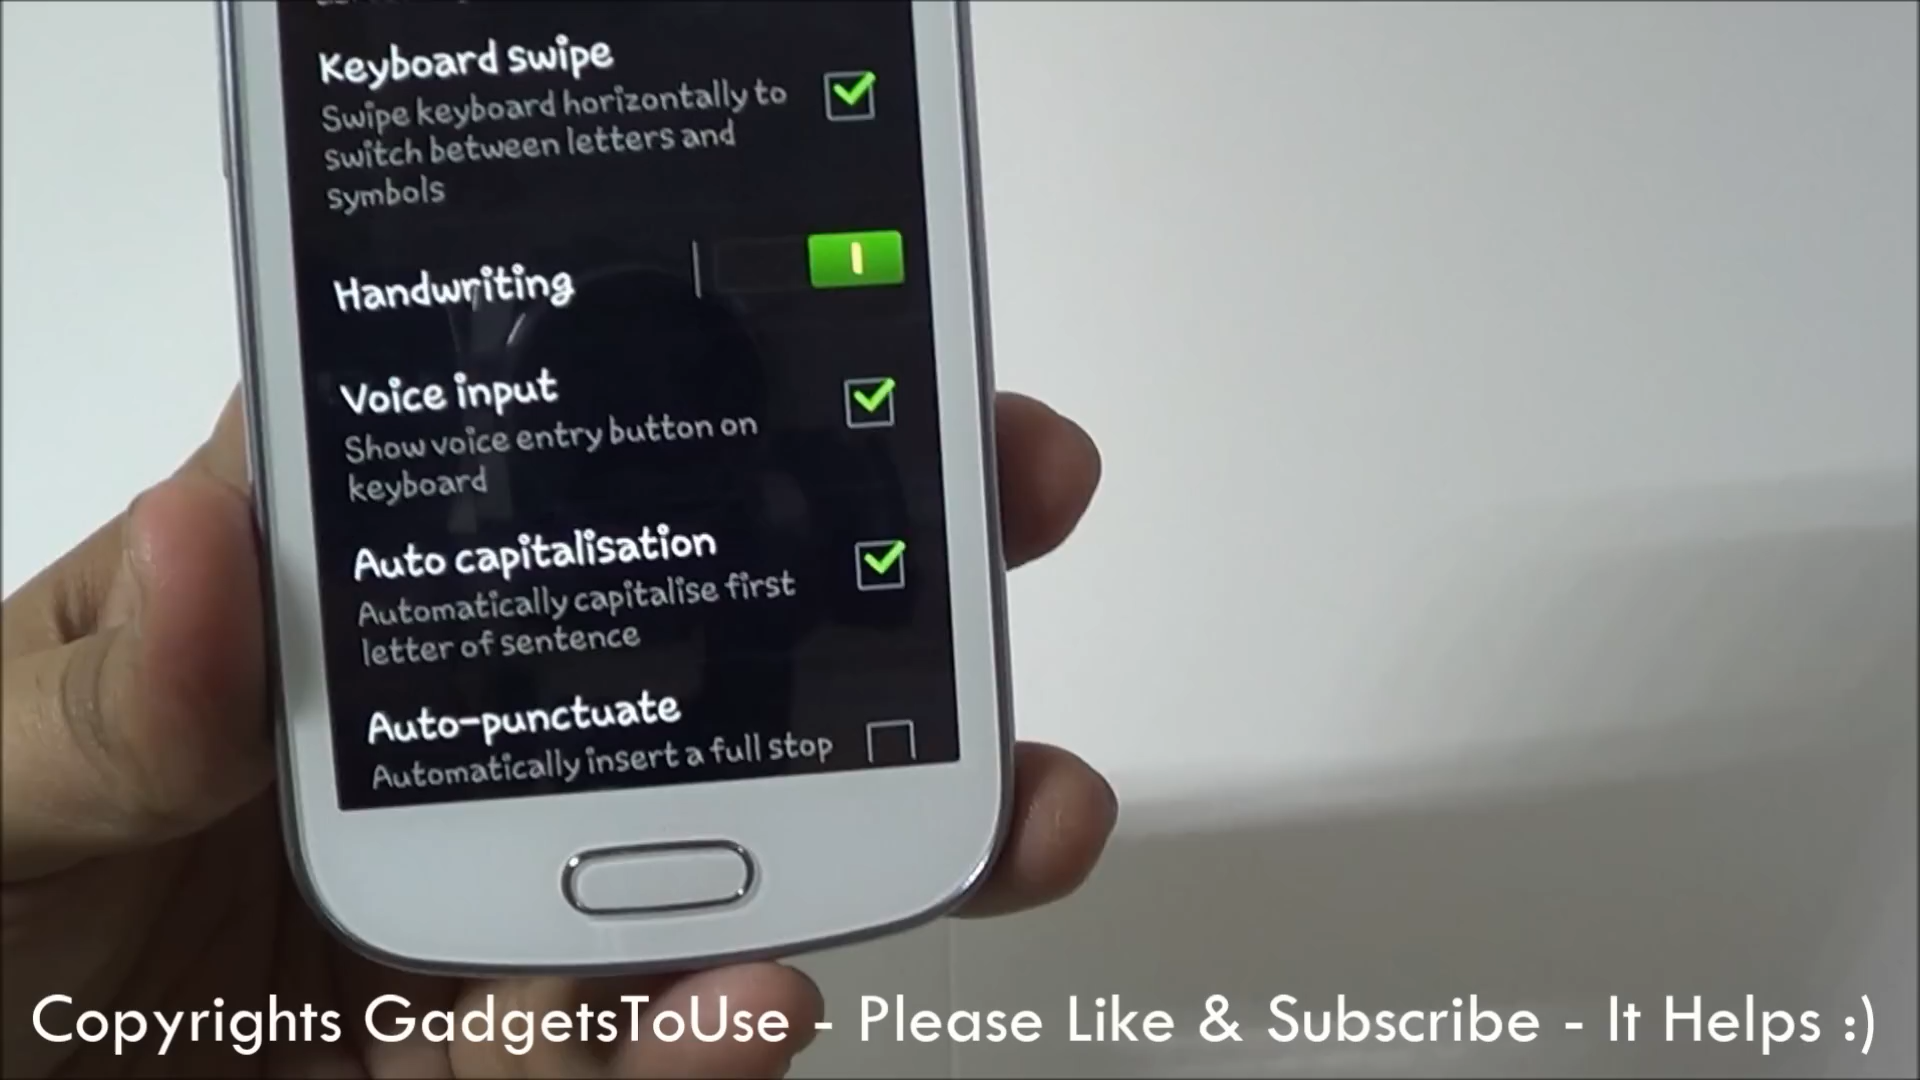 Keyboard swipe
Swipe keyboard horizontally to
switch between letters and
symbols
Handwriting
Voice input
Show voice entry button on
keyboard
Auto capitalisation
Automatically capitalise first
letter of sentence
Auto-punctuate
Automatically insert a full stop
Copyrights GadgetsToUse - Please Like & Subscribe - It Helps :)